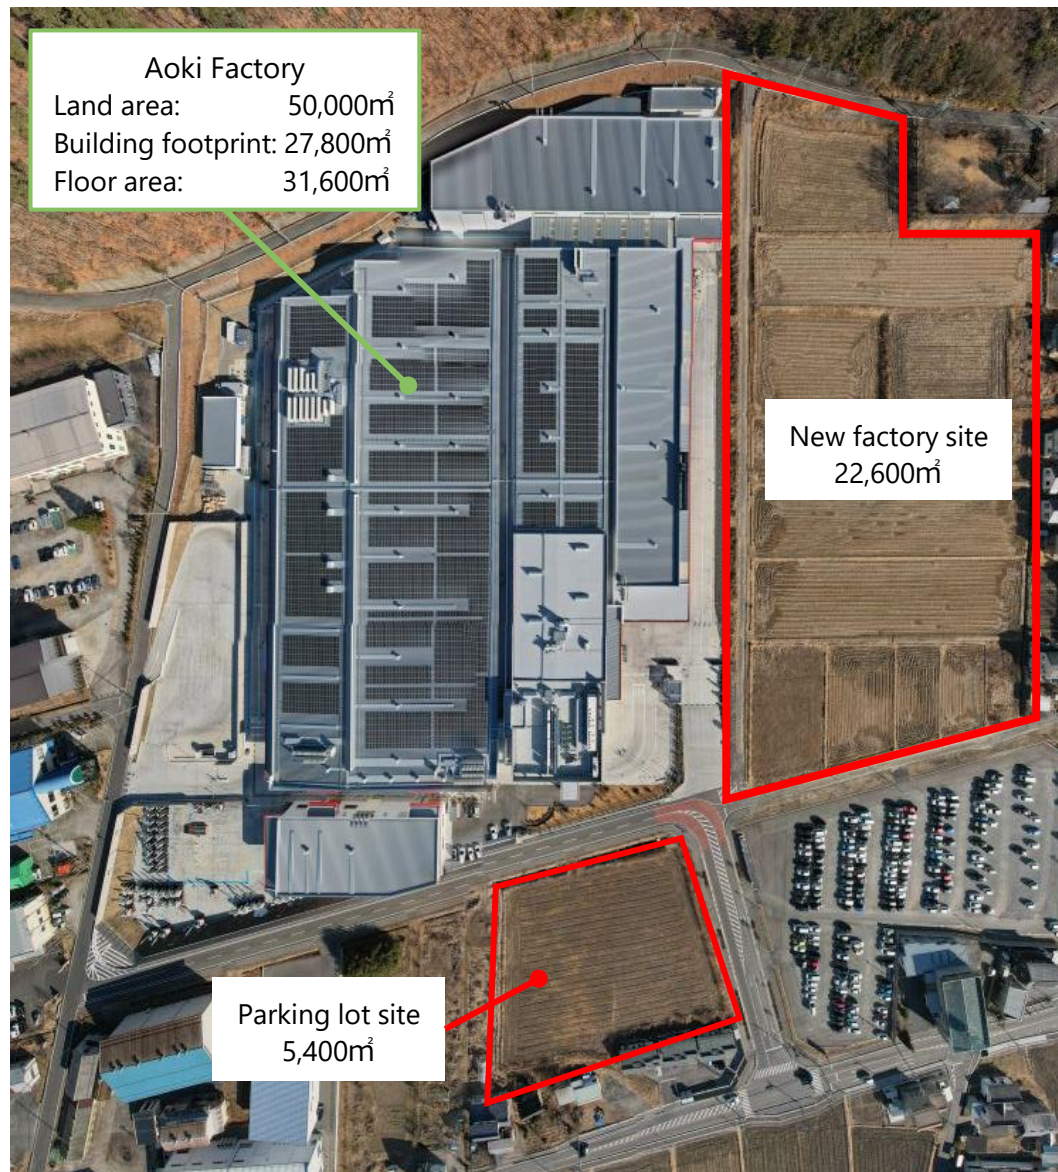 Aoki Factory
Land area: 50,000㎡
Building footprint: 27,800㎡
Floor area: 31,600㎡
New factory site
22,600㎡
Parking lot site
5,400㎡